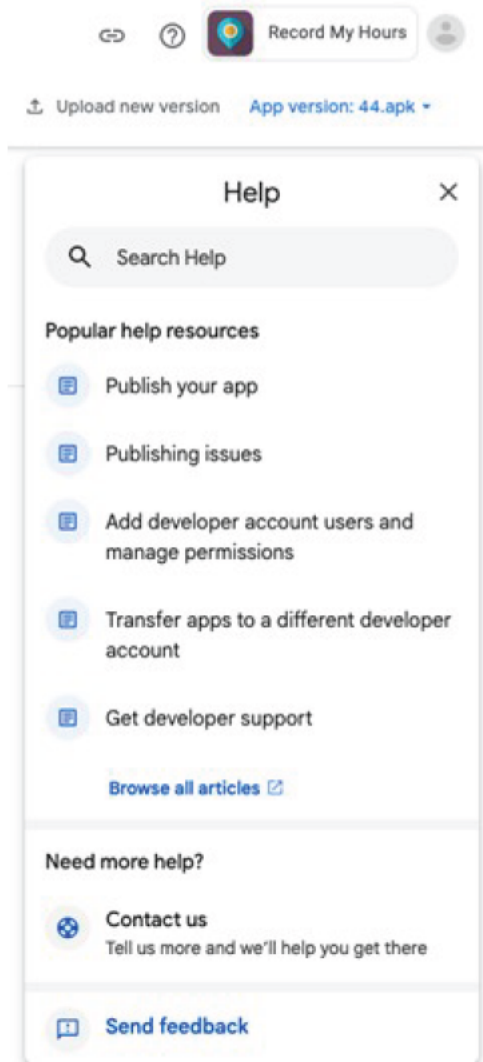 Record My Hours
Upload new version App version: 44.apk
Help
Search Help
Popular help resources
Publish your app
Publishing issues
Add developer account users and
manage permissions
Transfer apps to a different developer
account
Get developer support
Browse all articles
Need more help?
Contact us
Tell us more and we'll help you get there
Send feedback